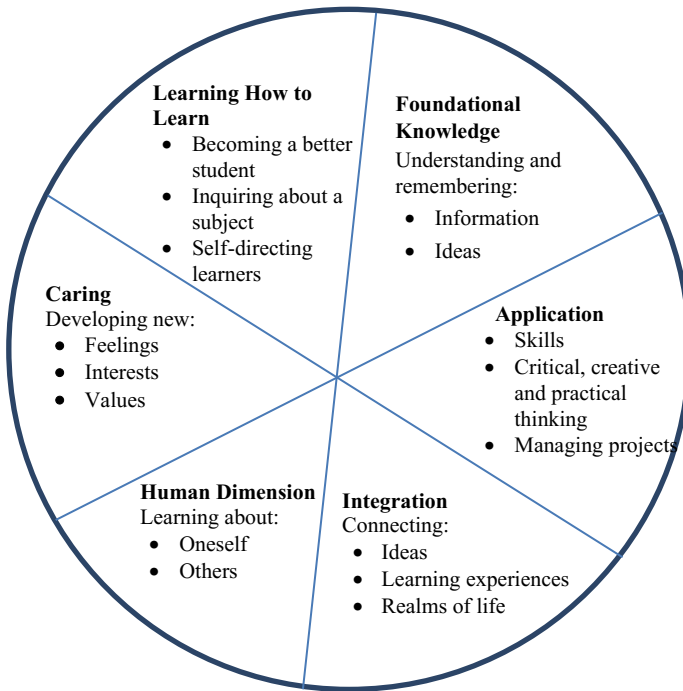 Learning How to
Learn
• Becoming a better
student
• Inquiring about a
subject
• Self-directing
learners
Foundational
Knowledge
Understanding and
remembering:
• Information
• Ideas
Application
• Skills
• Critical, creative
and practical
thinking
• Managing projects
Integration
Connecting:
• Ideas
• Learning experiences
• Realms of life
Human Dimension
Learning about:
• Oneself
• Others
Caring
Developing new:
• Feelings
• Interests
• Values